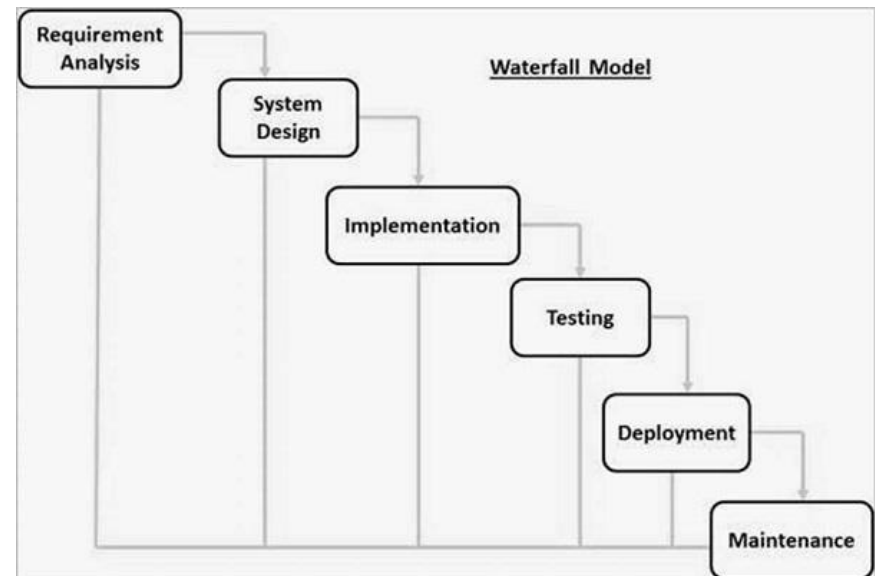 Requirement
Analysis
Waterfall Model
System
Design
Implementation
Testing
Deployment
Maintenance